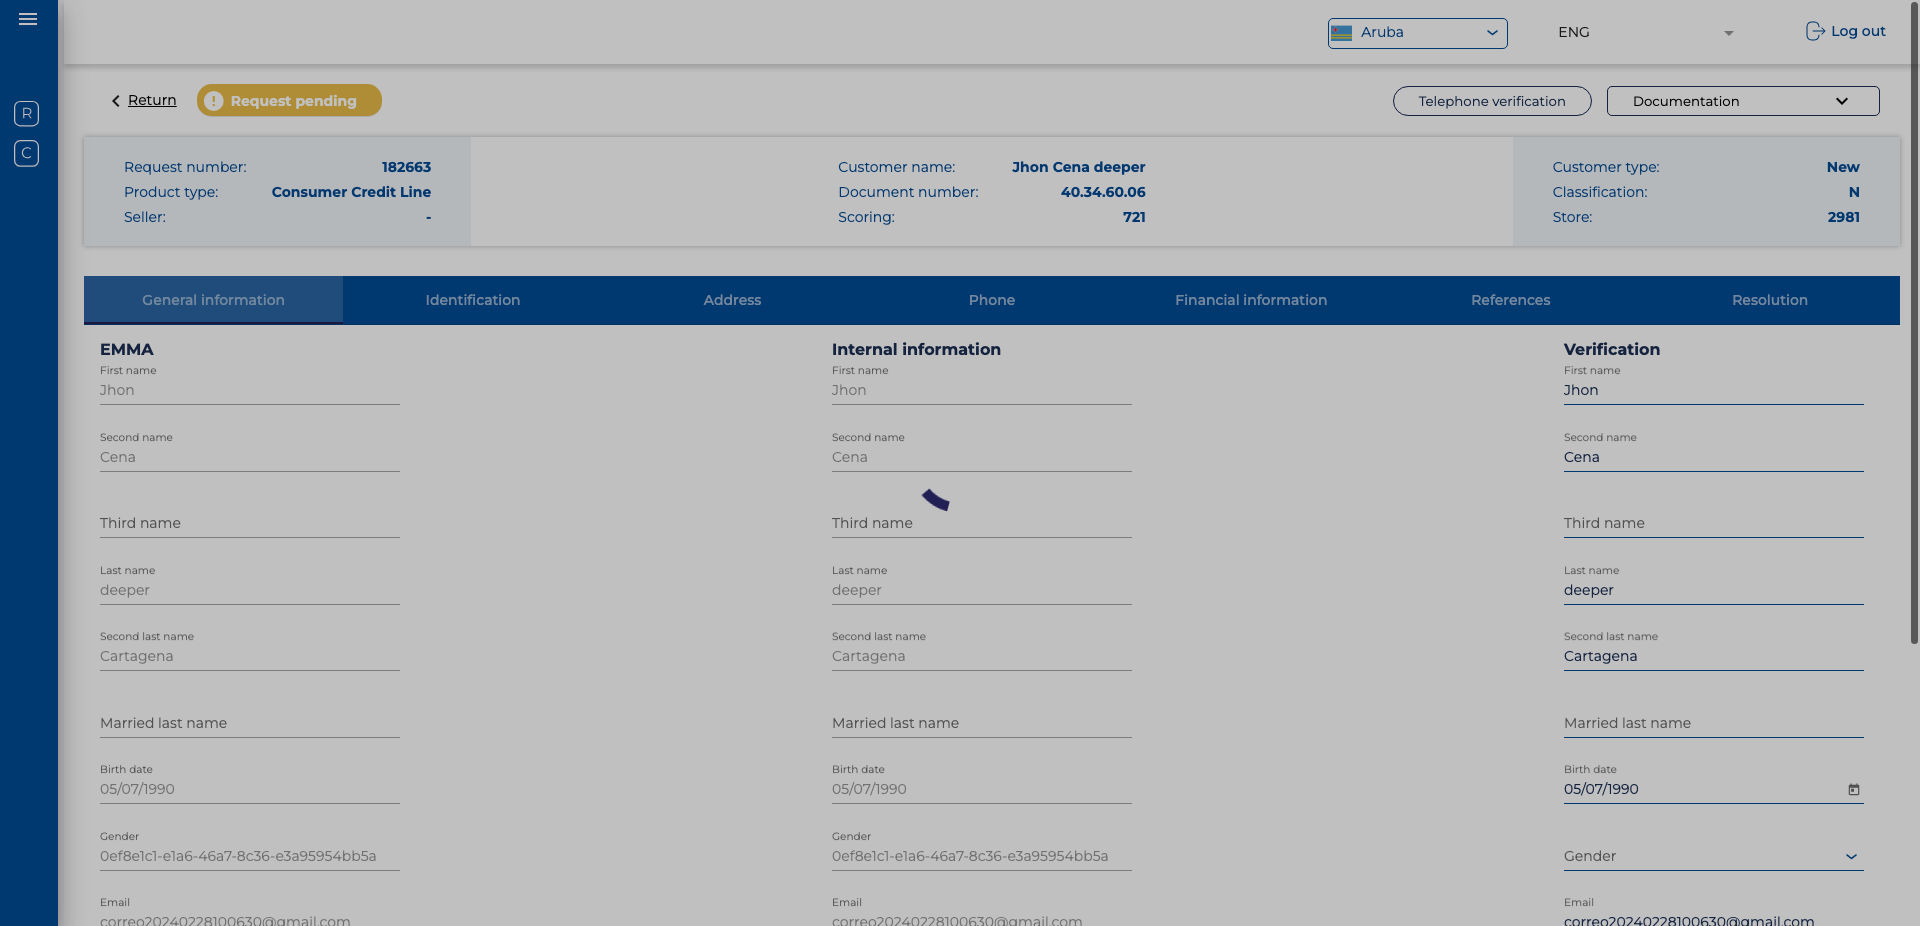 Aruba
ENG
Log out
R
C
Return
Request pending
Telephone verification
Documentation
Request number: 182663
Product type: Consumer Credit Line
Seller: -
Customer name: Jhon Cena deeper
Document number: 40.34.60.06
Scoring: 721
Customer type: New
Classification: N
Store: 2981
General information
Identification
Address
Phone
Financial information
References
Resolution
EMMA
First name
Jhon
Second name
Cena
Third name
Last name
deeper
Second last name
Cartagena
Married last name
Birth date
05/07/1990
Gender
0ef8e1c1-e1a6-46a7-8c36-e3a95954bb5a
Email
correo20240228100630@gmail.com
Internal information
First name
Jhon
Second name
Cena
Third name
Last name
deeper
Second last name
Cartagena
Married last name
Birth date
05/07/1990
Gender
0ef8e1c1-e1a6-46a7-8c36-e3a95954bb5a
Email
correo20240228100630@gmail.com
Verification
First name
Jhon
Second name
Cena
Third name
Last name
deeper
Second last name
Cartagena
Married last name
Birth date
05/07/1990
Gender
Email
correo20240228100630@gmail.com